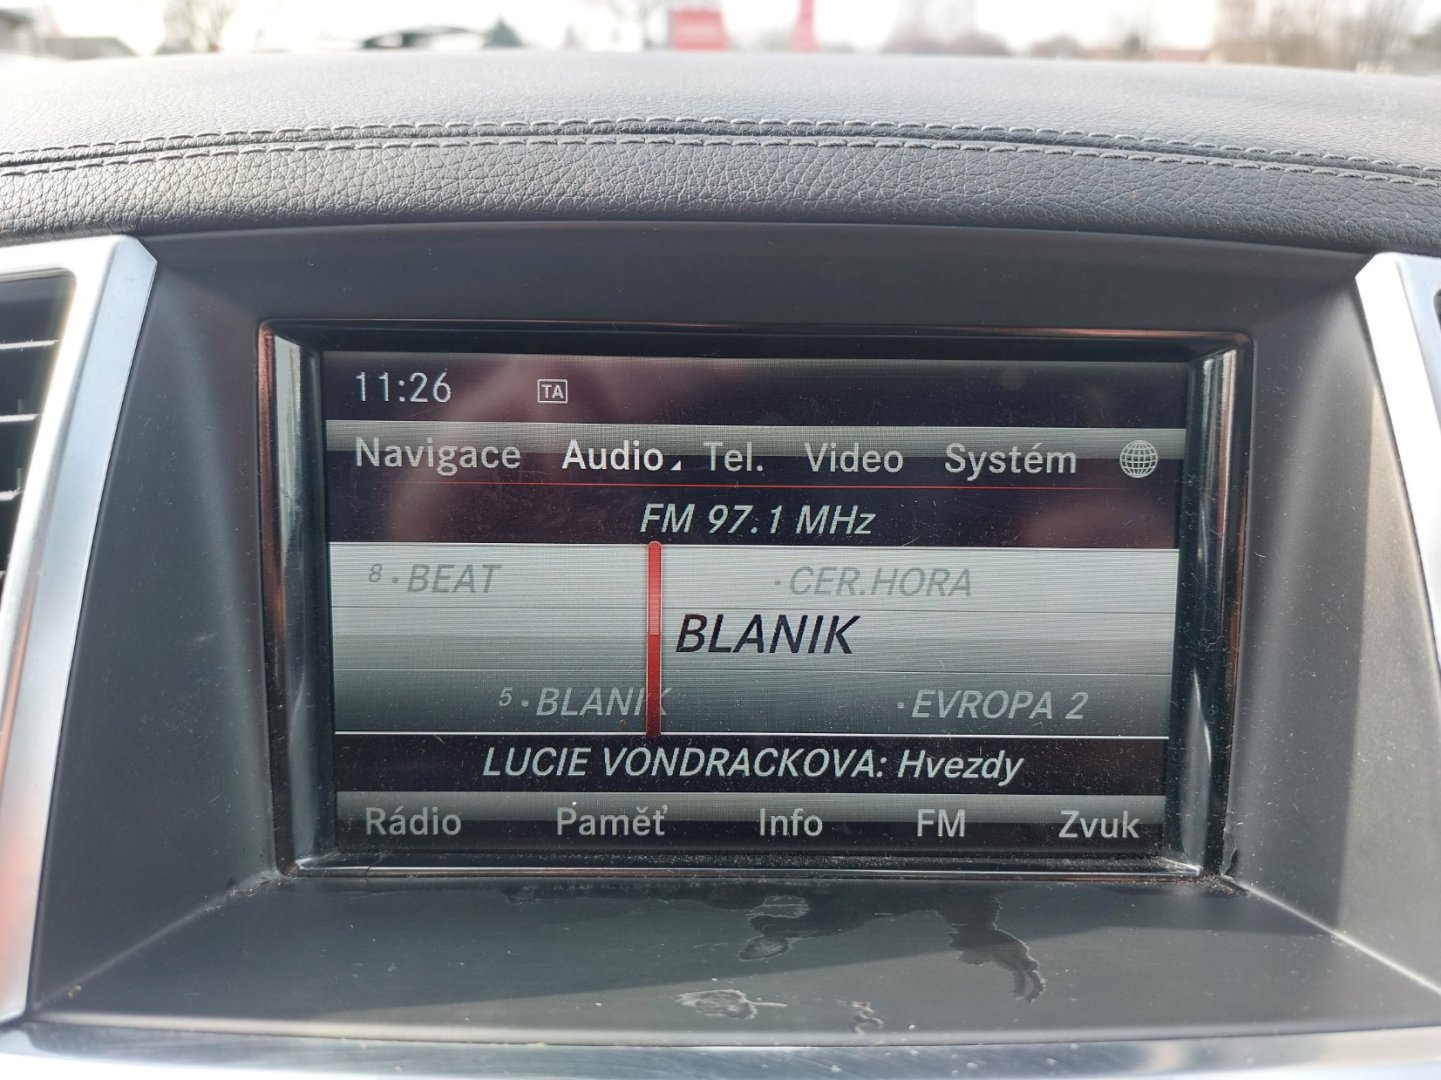 11:26 TA
Navigace Audio Tel. Video Systém
FM 97.1 MHz
8 · BEAT · CER.HORA
BLANIK
5 · BLANIK · EVROPA 2
LUCIE VONDRACKOVA: Hvezdy
Rádio Paměť Info FM Zvuk